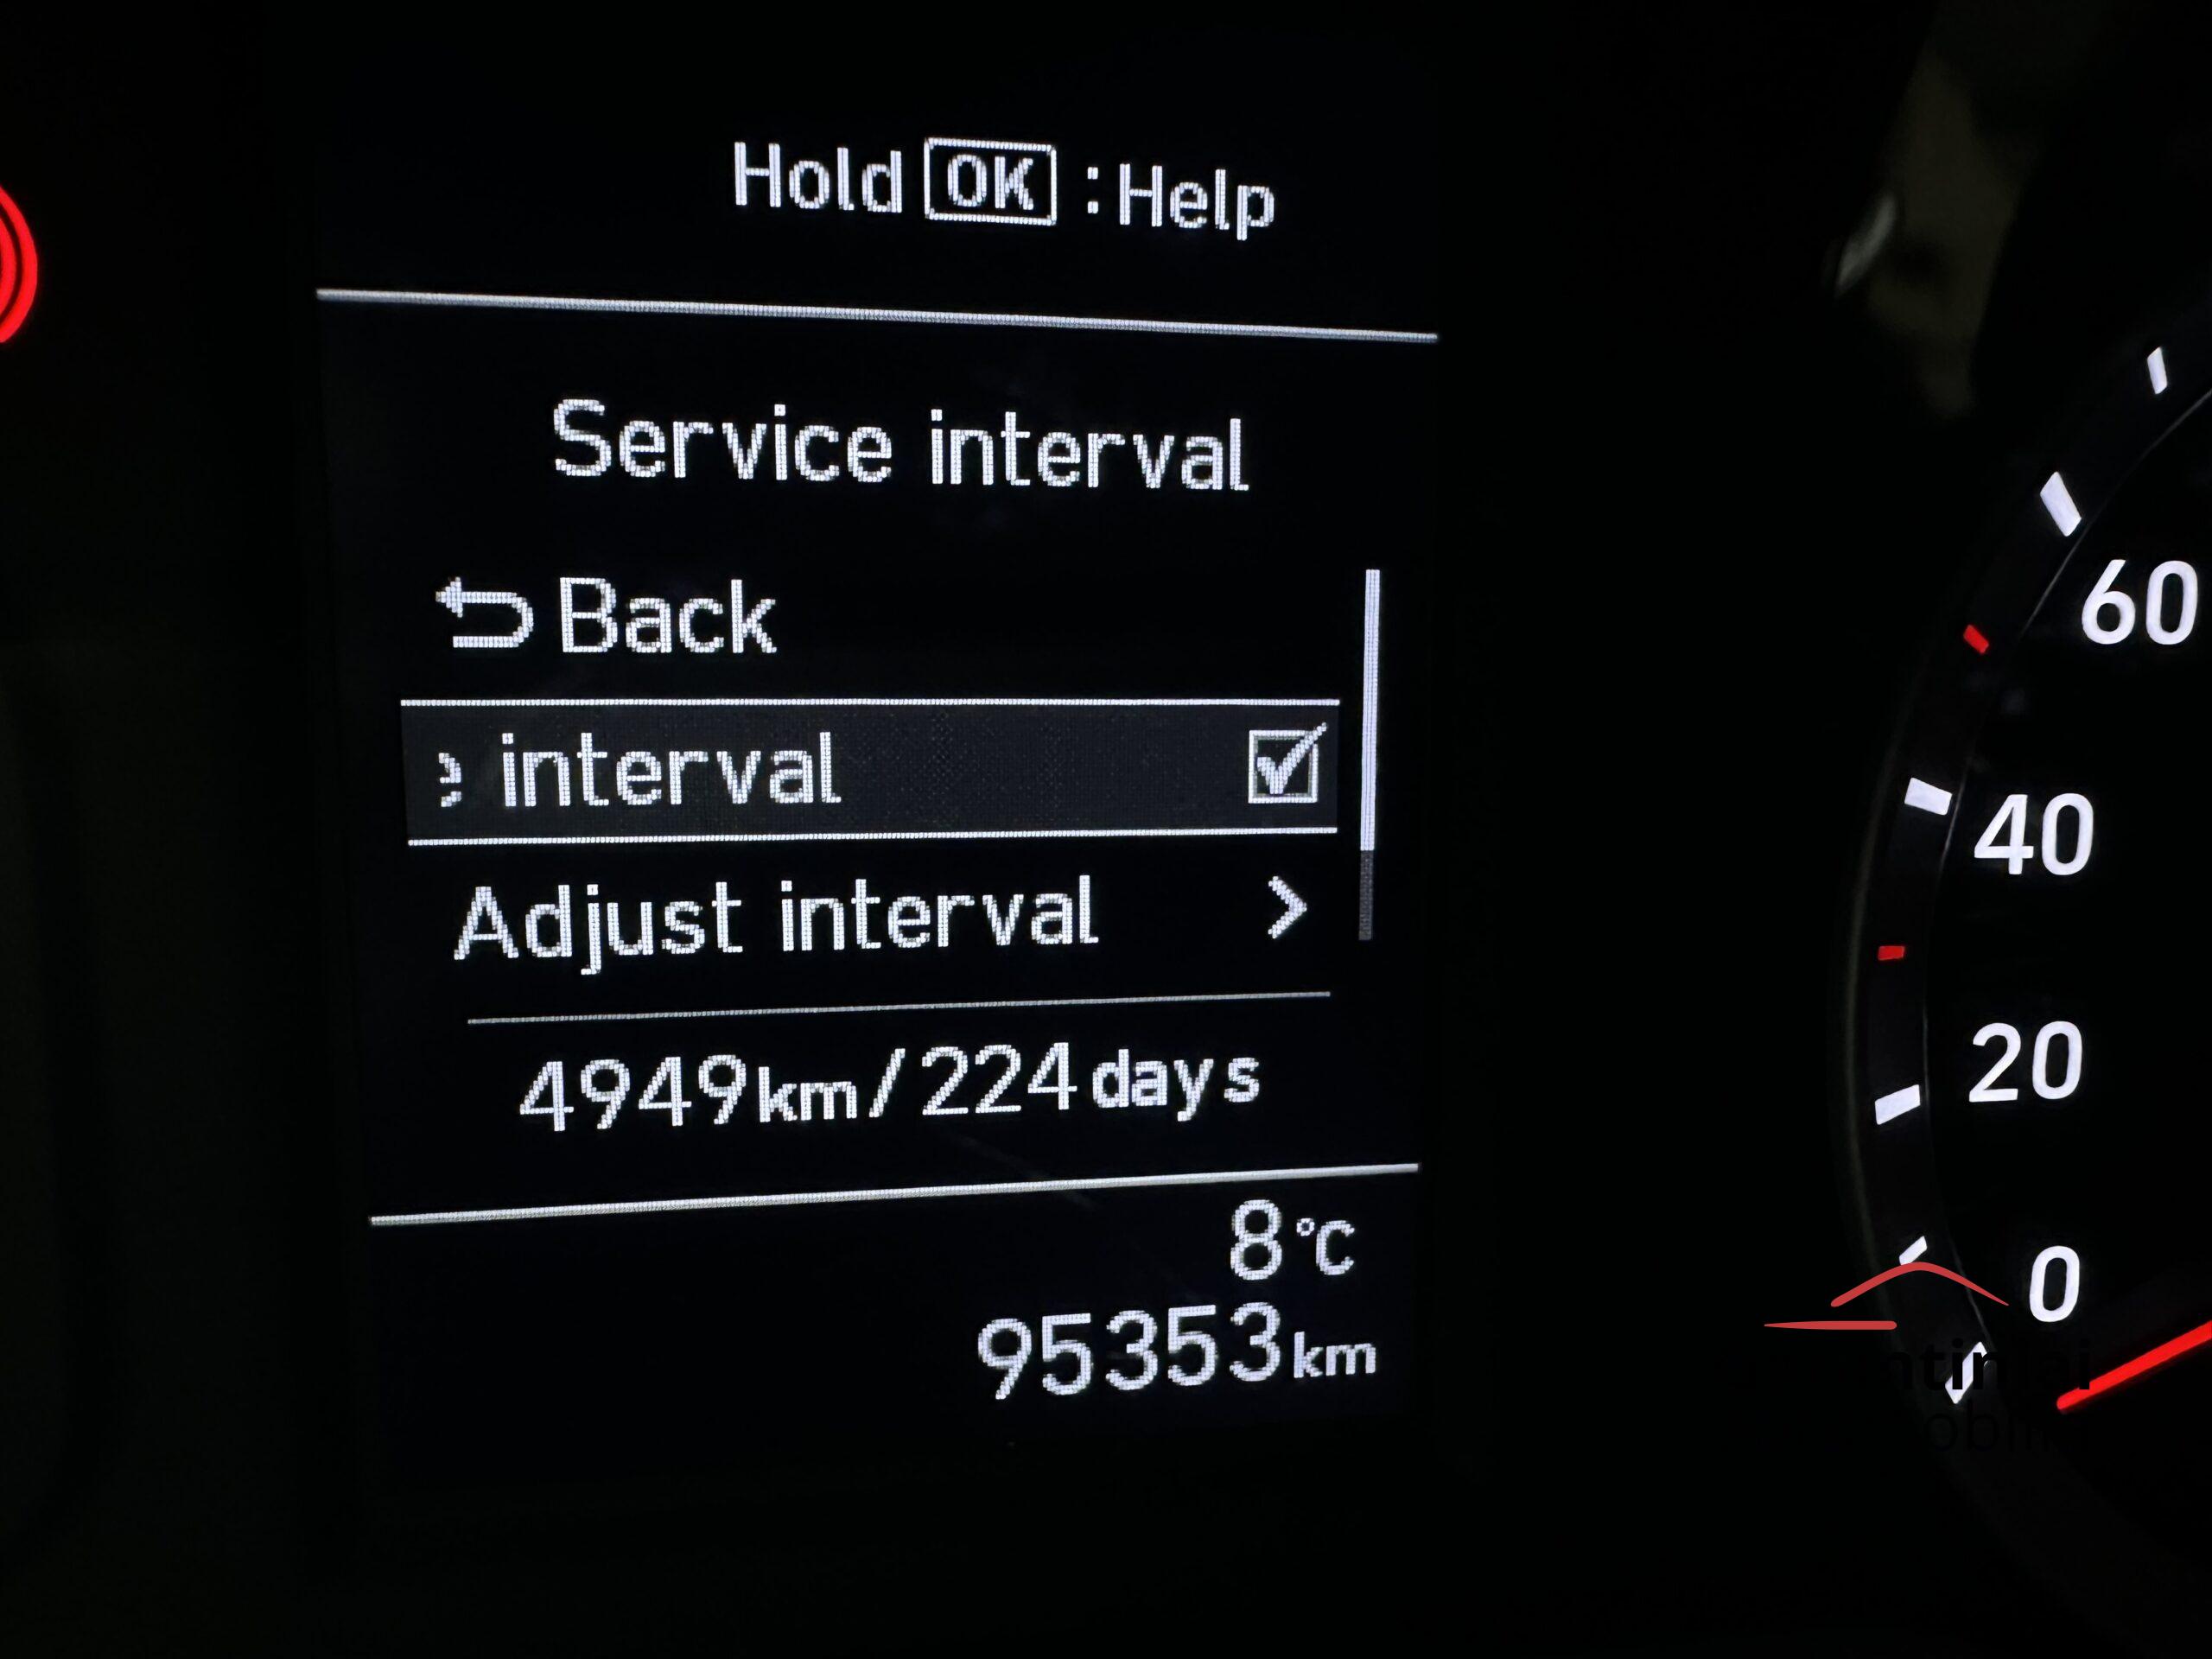 Hold OK : Help
Service interval
Back
interval
Adjust interval
4949km/224days
8°C
95353km
60
40
20
0